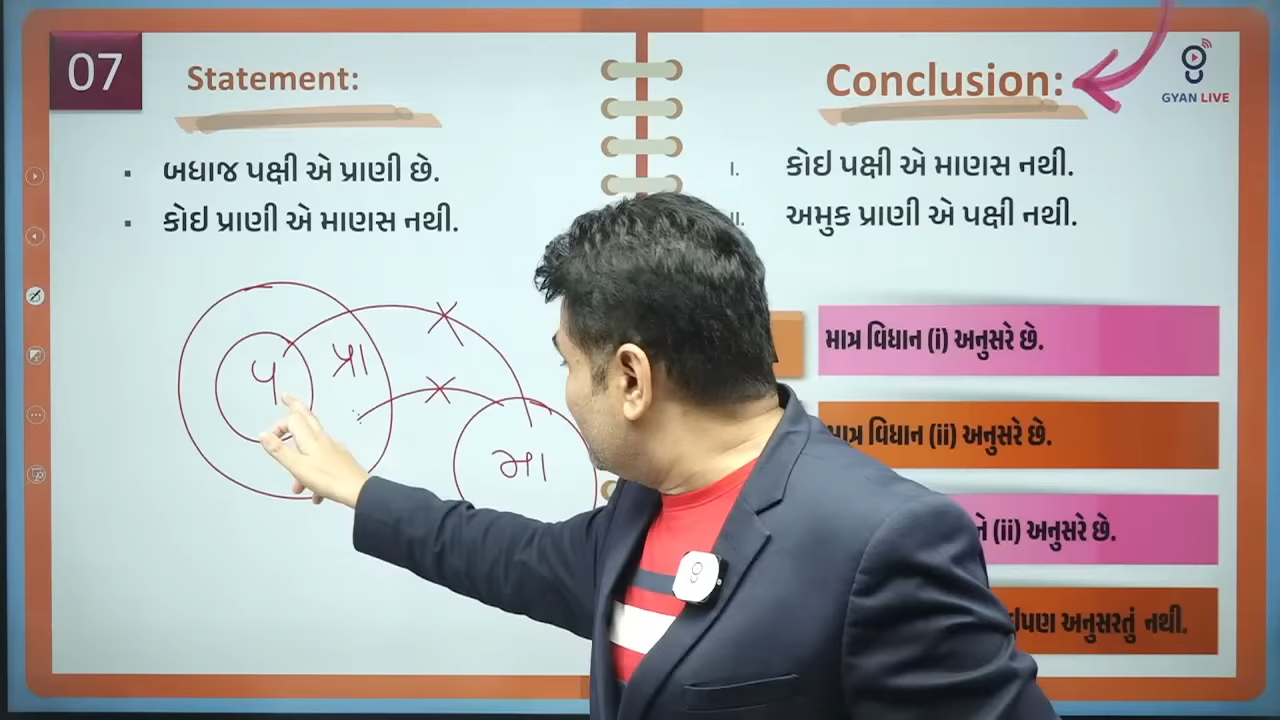 07
Statement:
બધાજ પક્ષી એ પ્રાણી છે.
કોઇ પ્રાણી એ માણસ નથી.
પ
પ્રા
મા
Conclusion:
GYAN LIVE
I. કોઇ પક્ષી એ માણસ નથી.
II. અમુક પ્રાણી એ પક્ષી નથી.
માત્ર વિધાન (i) અનુસરે છે.
માત્ર વિધાન (ii) અનુસરે છે.
(ii) અનુસરે છે.
અનુસરતું નથી.